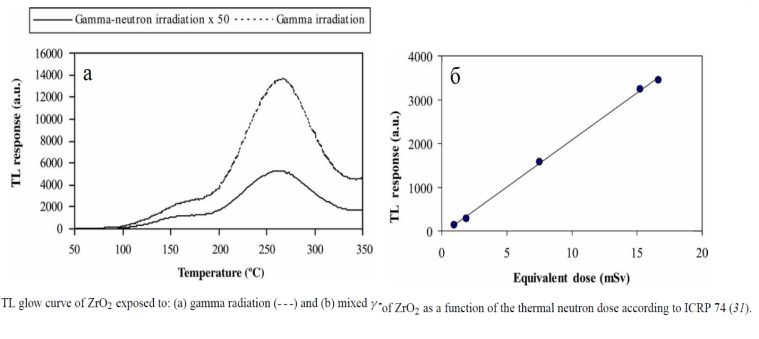 Gamma-neutron irradiation x 50 Gamma irradiation
a
16000
14000
12000
10000
8000
6000
4000
2000
0
TL response (a.u.)
50 100 150 200 250 300 350
Temperature (°C)
б
4000
3000
2000
1000
0
TL response (a.u.)
0 5 10 15 20
Equivalent dose (mSv)
TL glow curve of ZrO₂ exposed to: (a) gamma radiation (---) and (b) mixed γ- of ZrO₂ as a function of the thermal neutron dose according to ICRP 74 (31).